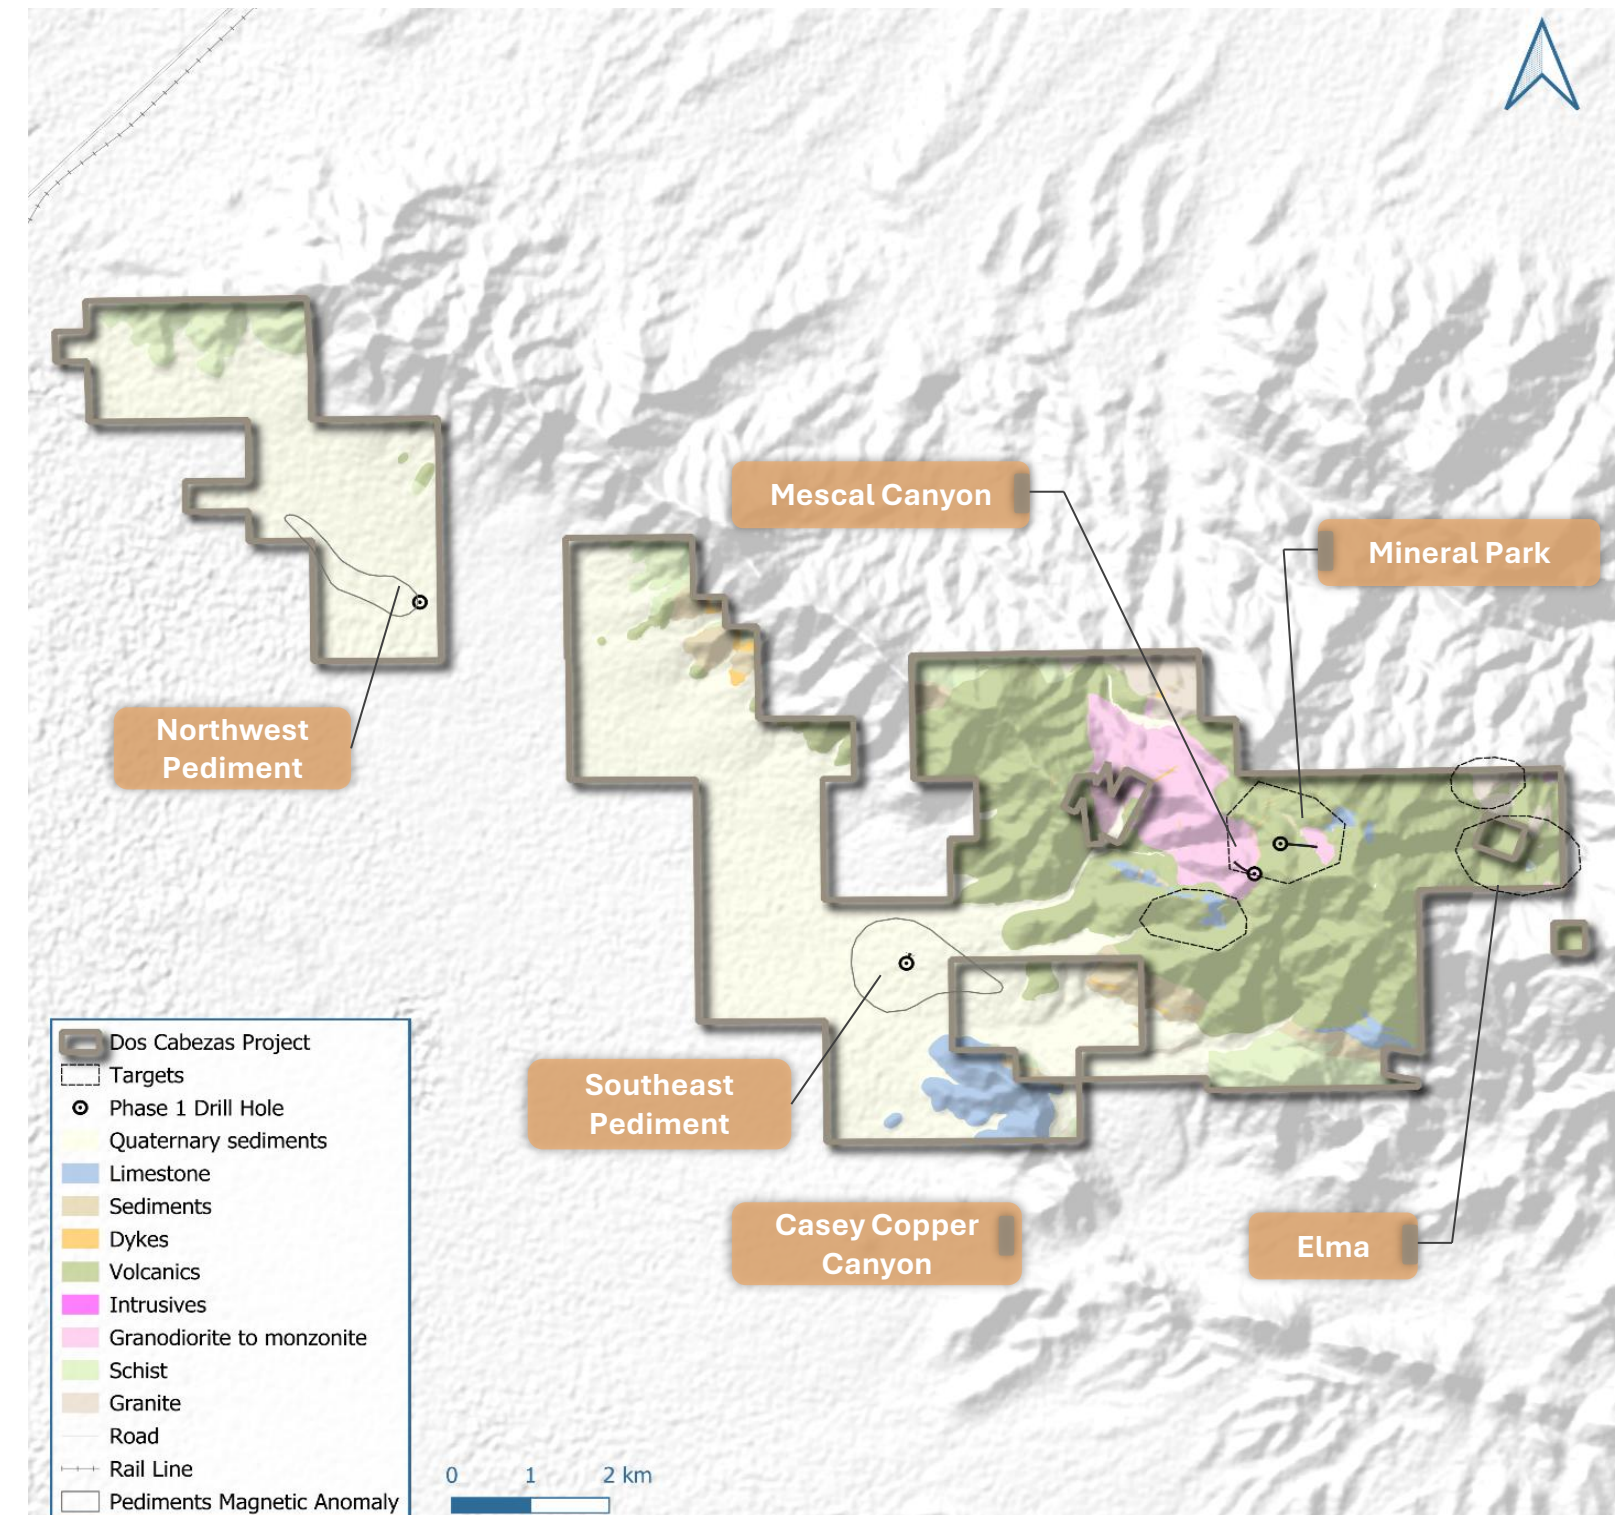 Mescal Canyon
Mineral Park
Northwest
Pediment
Southeast
Pediment
Casey Copper
Canyon
Elma
Dos Cabezas Project
Targets
Phase 1 Drill Hole
Quaternary sediments
Limestone
Sediments
Dykes
Volcanics
Intrusives
Granodiorite to monzonite
Schist
Granite
Road
Rail Line
Pediments Magnetic Anomaly
0 1 2 km